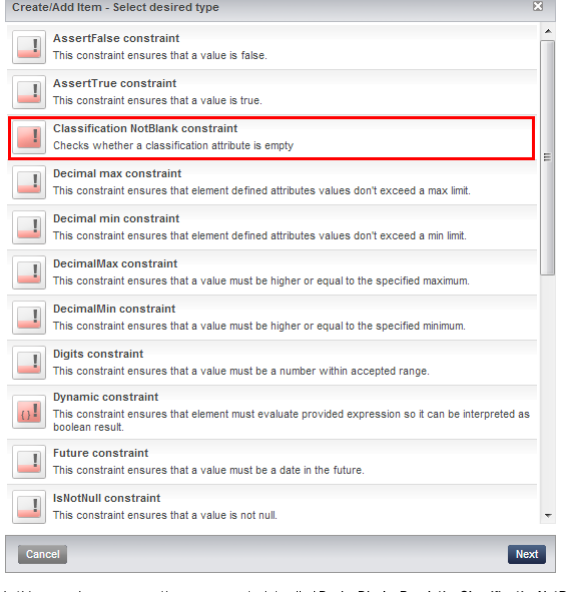 Create/Add Item - Select desired type
AssertFalse constraint
This constraint ensures that a value is false.
AssertTrue constraint
This constraint ensures that a value is true.
Classification NotBlank constraint
Checks whether a classification attribute is empty
Decimal max constraint
This constraint ensures that element defined attributes values don't exceed a max limit.
Decimal min constraint
This constraint ensures that element defined attributes values don't exceed a min limit.
DecimalMax constraint
This constraint ensures that a value must be higher or equal to the specified maximum.
DecimalMin constraint
This constraint ensures that a value must be higher or equal to the specified minimum.
Digits constraint
This constraint ensures that a value must be a number within accepted range.
Dynamic constraint
This constraint ensures that element must evaluate provided expression so it can be interpreted as
boolean result.
Future constraint
This constraint ensures that a value must be a date in the future.
IsNotNull constraint
This constraint ensures that a value is not null.
Cancel
Next